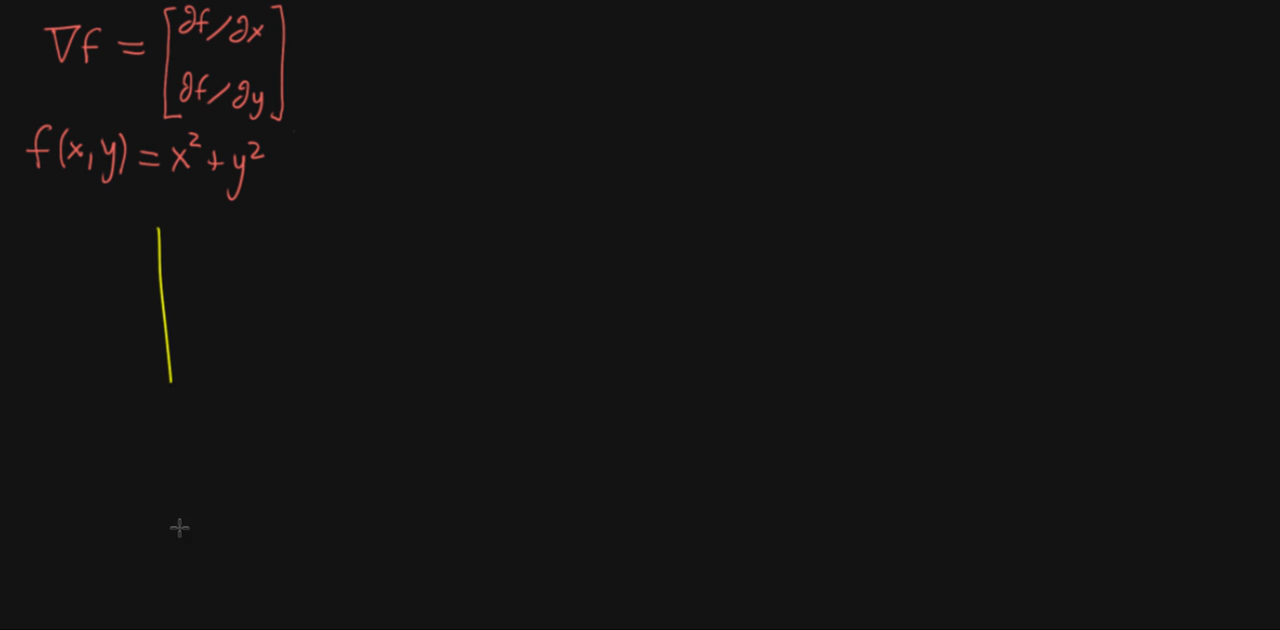 ∇f = [∂f/∂x
∂f/∂y]
f(x,y) = x² + y²